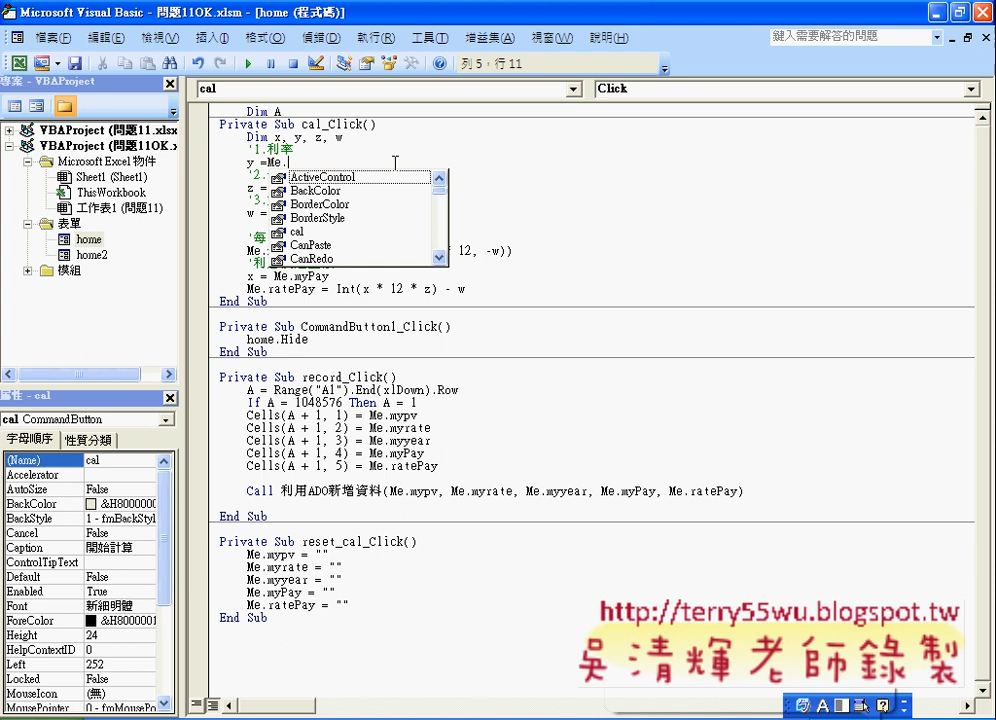 Microsoft Visual Basic - 問題11OK.xlsm - [home (程式碼)]
檔案(F) 編輯(E) 檢視(V) 插入(I) 格式(O) 偵錯(D) 執行(R) 工具(T) 增益集(A) 視窗(W) 說明(H) 鍵入需要解答的問題
列 5，行 11
專案 - VBAProject
cal Click
VBAProject (問題11.xlsx
VBAProject (問題11OK.x
Microsoft Excel 物件
Sheet1 (Sheet1)
ThisWorkbook
工作表1 (問題11)
表單
home
home2
模組
屬性 - cal
cal CommandButton
字母順序 性質分類
(Name) cal
Accelerator
AutoSize False
BackColor &H8000000
BackStyle 1 - fmBackStyl
Cancel False
Caption 開始計算
ControlTipText
Default False
Enabled True
Font 新細明體
ForeColor &H8000001
Height 24
HelpContextID 0
Left 252
Locked False
MouseIcon (無)
MousePointer 0 - fmMousePo
Dim A
Private Sub cal_Click()
Dim x, y, z, w
'1.利率
y =Me.
'2.
z =
'3.
w =
ActiveControl
BackColor
BorderColor
BorderStyle
cal
CanPaste
CanRedo
'每
Me. 12, -w))
'利
x = Me.myPay
Me.ratePay = Int(x * 12 * z) - w
End Sub
Private Sub CommandButton1_Click()
home.Hide
End Sub
Private Sub record_Click()
A = Range("A1").End(xlDown).Row
If A = 1048576 Then A = 1
Cells(A + 1, 1) = Me.mypv
Cells(A + 1, 2) = Me.myrate
Cells(A + 1, 3) = Me.myyear
Cells(A + 1, 4) = Me.myPay
Cells(A + 1, 5) = Me.ratePay
Call 利用ADO新增資料(Me.mypv, Me.myrate, Me.myyear, Me.myPay, Me.ratePay)
End Sub
Private Sub reset_cal_Click()
Me.mypv = ""
Me.myrate = ""
Me.myyear = ""
Me.myPay = ""
Me.ratePay = ""
End Sub
http://terry55wu.blogspot.tw
吳清輝老師錄製